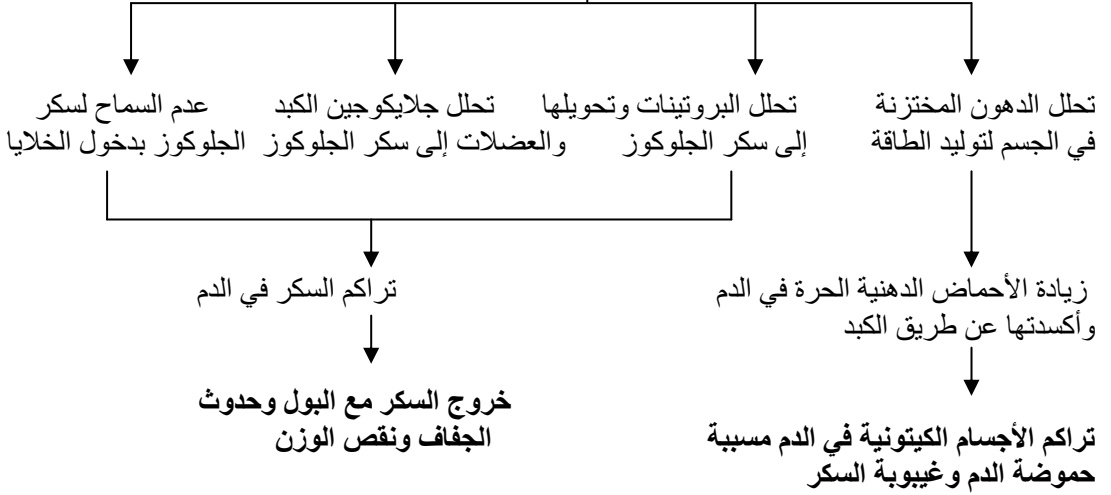 تحلل الدهون المختزنة
في الجسم لتوليد الطاقة
تحلل البروتينات وتحويلها
إلى سكر الجلوكوز
تحلل جلايكوجين الكبد
والعضلات إلى سكر الجلوكوز
عدم السماح لسكر
الجلوكوز بدخول الخلايا
زيادة الأحماض الدهنية الحرة في الدم
وأكسدتها عن طريق الكبد
تراكم السكر في الدم
تراكم الأجسام الكيتونية في الدم مسببة
حموضة الدم وغيبوبة السكر
خروج السكر مع البول وحدوث
الجفاف ونقص الوزن